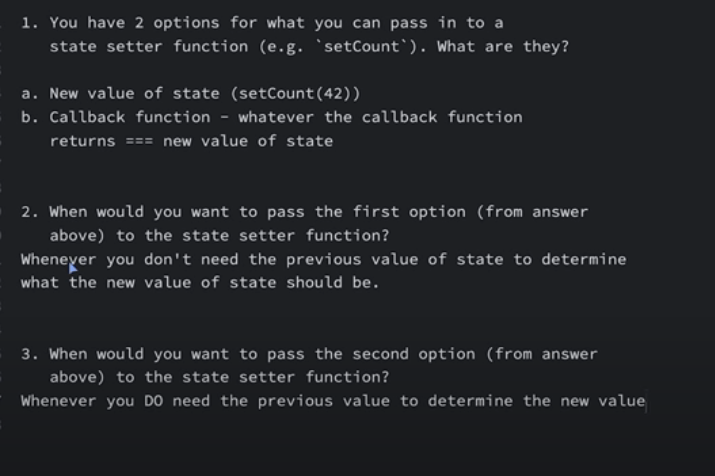 1. You have 2 options for what you can pass in to a
state setter function (e.g. `setCount`). What are they?
a. New value of state (setCount(42))
b. Callback function - whatever the callback function
returns === new value of state
2. When would you want to pass the first option (from answer
above) to the state setter function?
Whenever you don't need the previous value of state to determine
what the new value of state should be.
3. When would you want to pass the second option (from answer
above) to the state setter function?
Whenever you DO need the previous value to determine the new value